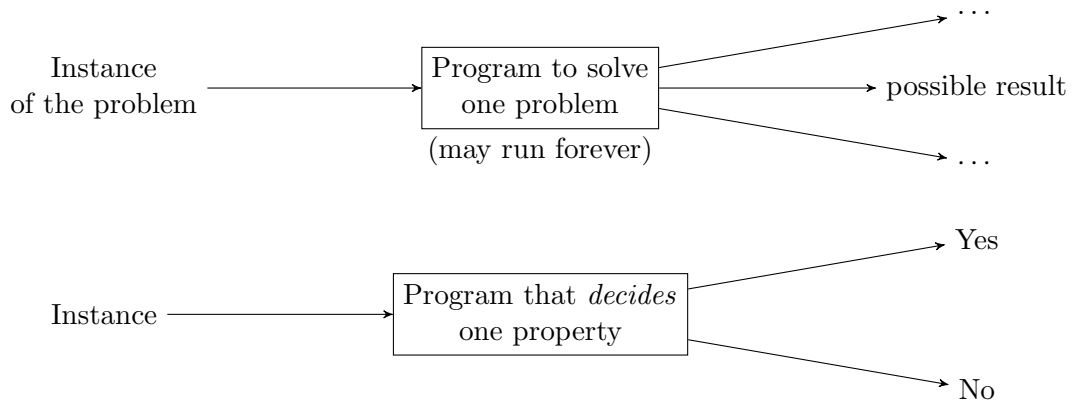 ...
Instance
of the problem
Program to solve
one problem
(may run forever)
possible result
...
Instance
Program that decides
one property
Yes
No